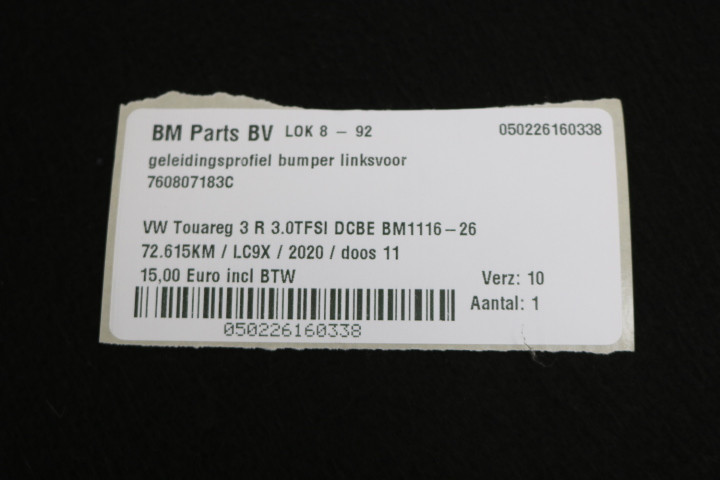 BM Parts BV LOK 8 - 92 050226160338
geleidingsprofiel bumper linksvoor
760807183C
VW Touareg 3 R 3.0TFSI DCBE BM1116-26
72.615KM / LC9X / 2020 / doos 11
15,00 Euro incl BTW Verz: 10
Aantal: 1
050226160338